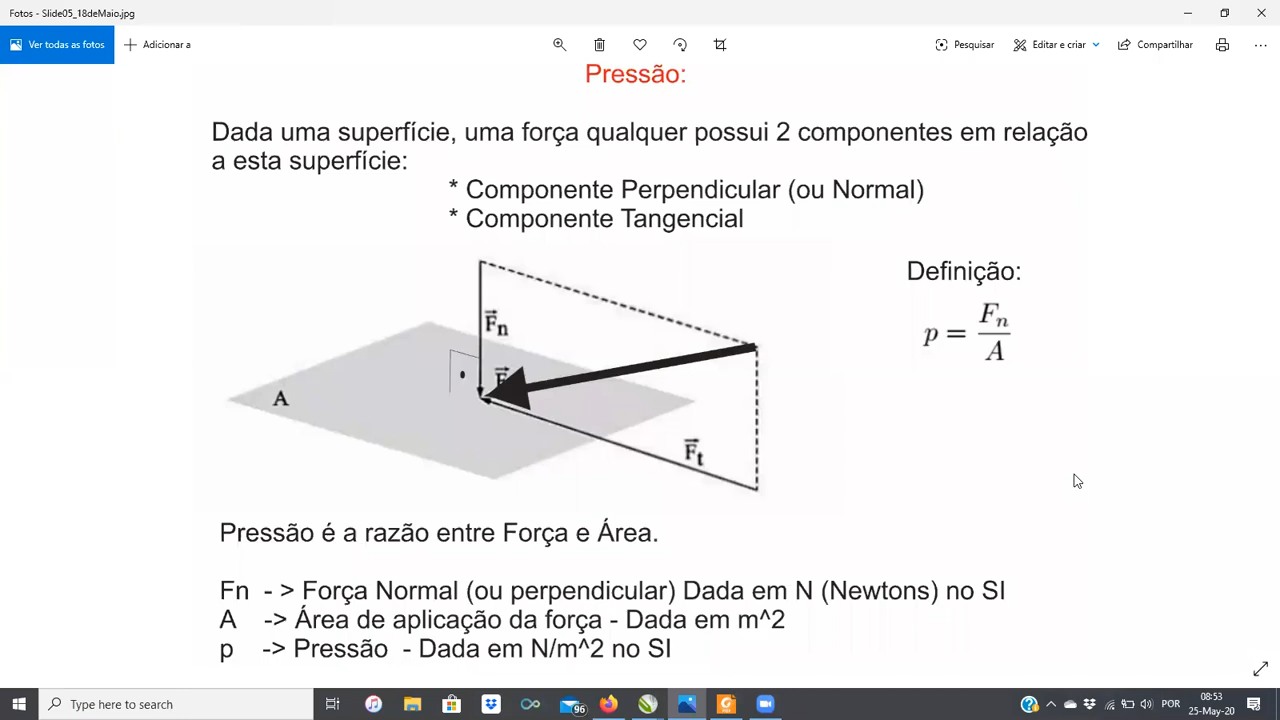 Fotos - Slide05_18deMaio.jpg
Ver todas as fotos
Adicionar a
Pesquisar
Editar e criar
Compartilhar
Pressão:
Dada uma superfície, uma força qualquer possui 2 componentes em relação
a esta superfície:
* Componente Perpendicular (ou Normal)
* Componente Tangencial
Definição:
p = Fn/A
Fn
F
A
Ft
Pressão é a razão entre Força e Área.
Fn - > Força Normal (ou perpendicular) Dada em N (Newtons) no SI
A -> Área de aplicação da força - Dada em m^2
p -> Pressão - Dada em N/m^2 no SI
Type here to search
96
POR
08:53
25-May-20